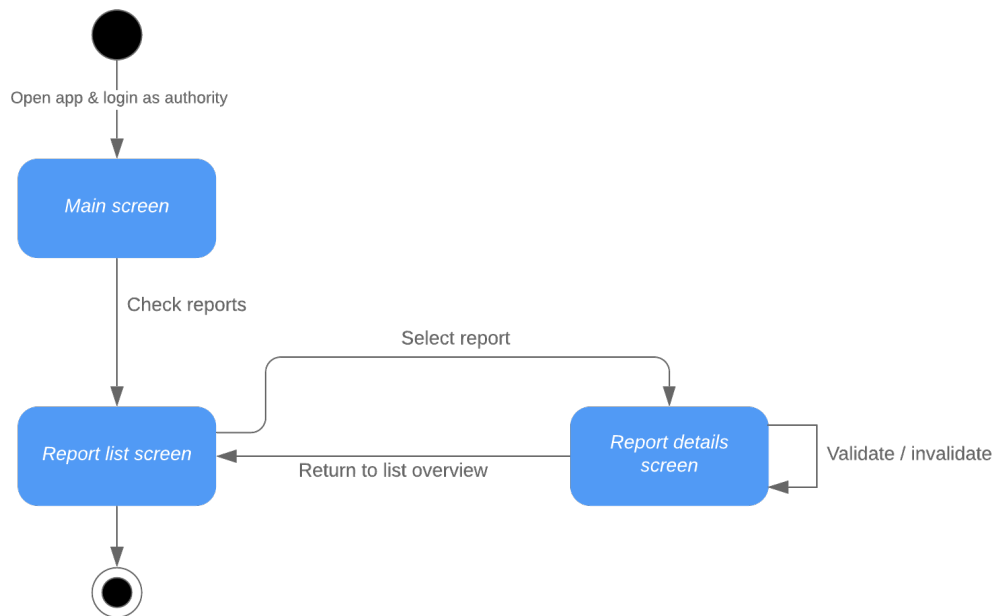 Open app & login as authority
Main screen
Check reports
Select report
Report list screen
Return to list overview
Report details
screen
Validate / invalidate